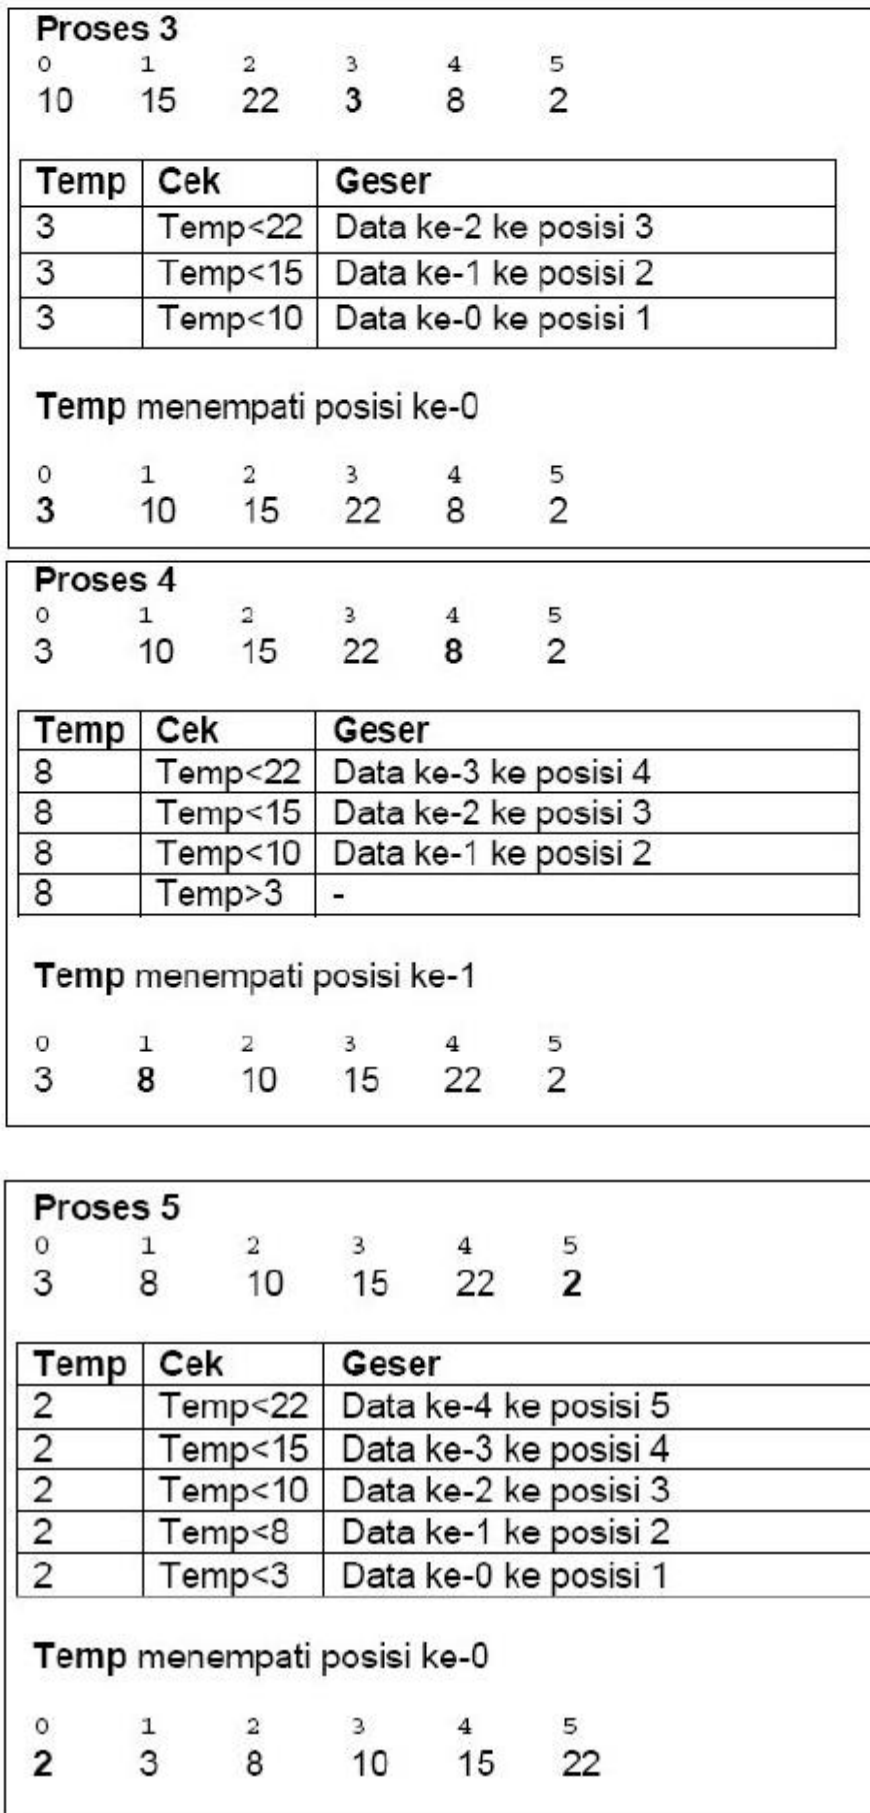 Proses 3
0 1 2 3 4 5
10 15 22 3 8 2
Temp Cek Geser
3 Temp<22 Data ke-2 ke posisi 3
3 Temp<15 Data ke-1 ke posisi 2
3 Temp<10 Data ke-0 ke posisi 1
Temp menempati posisi ke-0
0 1 2 3 4 5
3 10 15 22 8 2
Proses 4
0 1 2 3 4 5
3 10 15 22 8 2
Temp Cek Geser
8 Temp<22 Data ke-3 ke posisi 4
8 Temp<15 Data ke-2 ke posisi 3
8 Temp<10 Data ke-1 ke posisi 2
8 Temp>3 -
Temp menempati posisi ke-1
0 1 2 3 4 5
3 8 10 15 22 2
Proses 5
0 1 2 3 4 5
3 8 10 15 22 2
Temp Cek Geser
2 Temp<22 Data ke-4 ke posisi 5
2 Temp<15 Data ke-3 ke posisi 4
2 Temp<10 Data ke-2 ke posisi 3
2 Temp<8 Data ke-1 ke posisi 2
2 Temp<3 Data ke-0 ke posisi 1
Temp menempati posisi ke-0
0 1 2 3 4 5
2 3 8 10 15 22